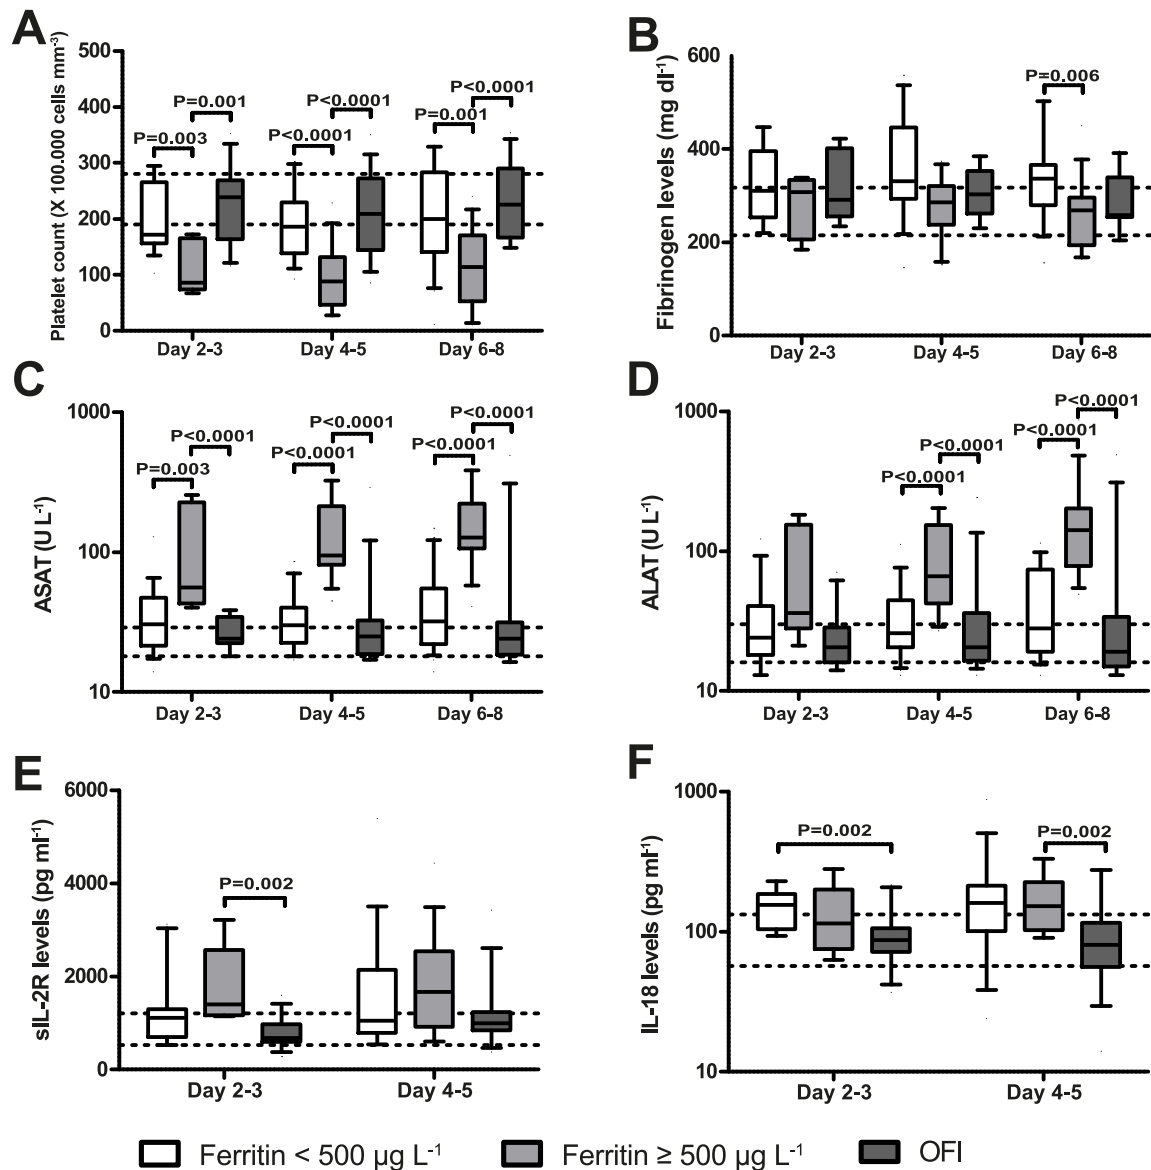 A
Platelet count (X 100.000 cells mm⁻³)
500
400
300
200
100
0
P=0.003
P=0.001
P<0.0001
P<0.0001
P=0.001
P<0.0001
Day 2-3
Day 4-5
Day 6-8
B
Fibrinogen levels (mg dl⁻¹)
600
400
200
0
P=0.006
Day 2-3
Day 4-5
Day 6-8
C
ASAT (U L⁻¹)
1000
100
10
P=0.003
P<0.0001
P<0.0001
P<0.0001
P<0.0001
P<0.0001
Day 2-3
Day 4-5
Day 6-8
D
ALAT (U L⁻¹)
1000
100
10
P<0.0001
P<0.0001
P<0.0001
P<0.0001
Day 2-3
Day 4-5
Day 6-8
E
sIL-2R levels (pg ml⁻¹)
6000
4000
2000
0
P=0.002
Day 2-3
Day 4-5
F
IL-18 levels (pg ml⁻¹)
1000
100
10
P=0.002
P=0.002
Day 2-3
Day 4-5
Ferritin < 500 µg L⁻¹
Ferritin ≥ 500 µg L⁻¹
OFI